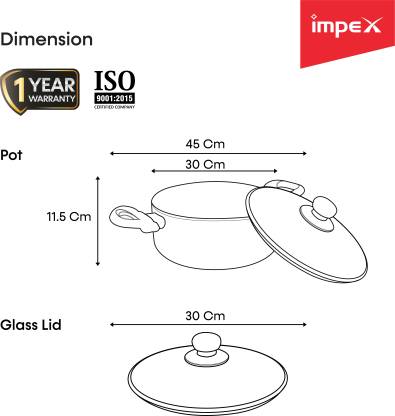 impex
Dimension
1 YEAR
WARRANTY
ISO
9001:2015
CERTIFIED COMPANY
Pot
45 Cm
30 Cm
11.5 Cm
Glass Lid
30 Cm